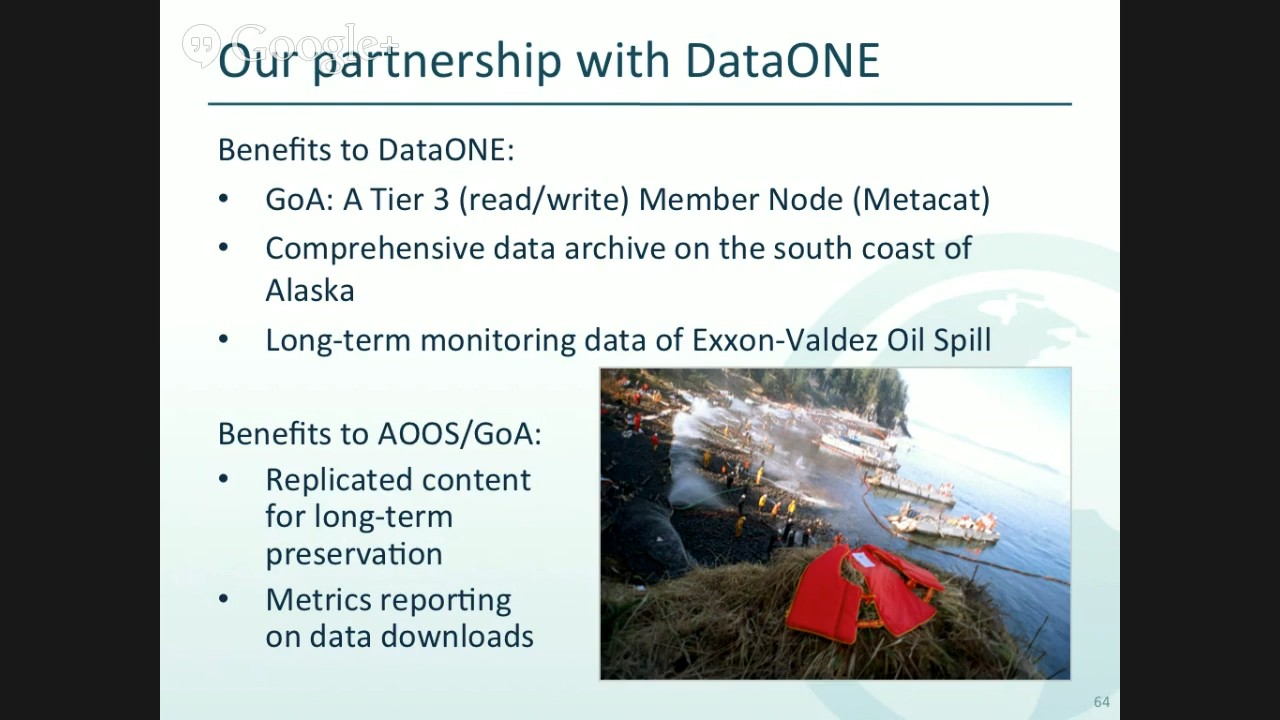 Google+
Our partnership with DataONE
Benefits to DataONE:
• GoA: A Tier 3 (read/write) Member Node (Metacat)
• Comprehensive data archive on the south coast of
Alaska
• Long-term monitoring data of Exxon-Valdez Oil Spill
Benefits to AOOS/GoA:
• Replicated content
for long-term
preservation
• Metrics reporting
on data downloads
64